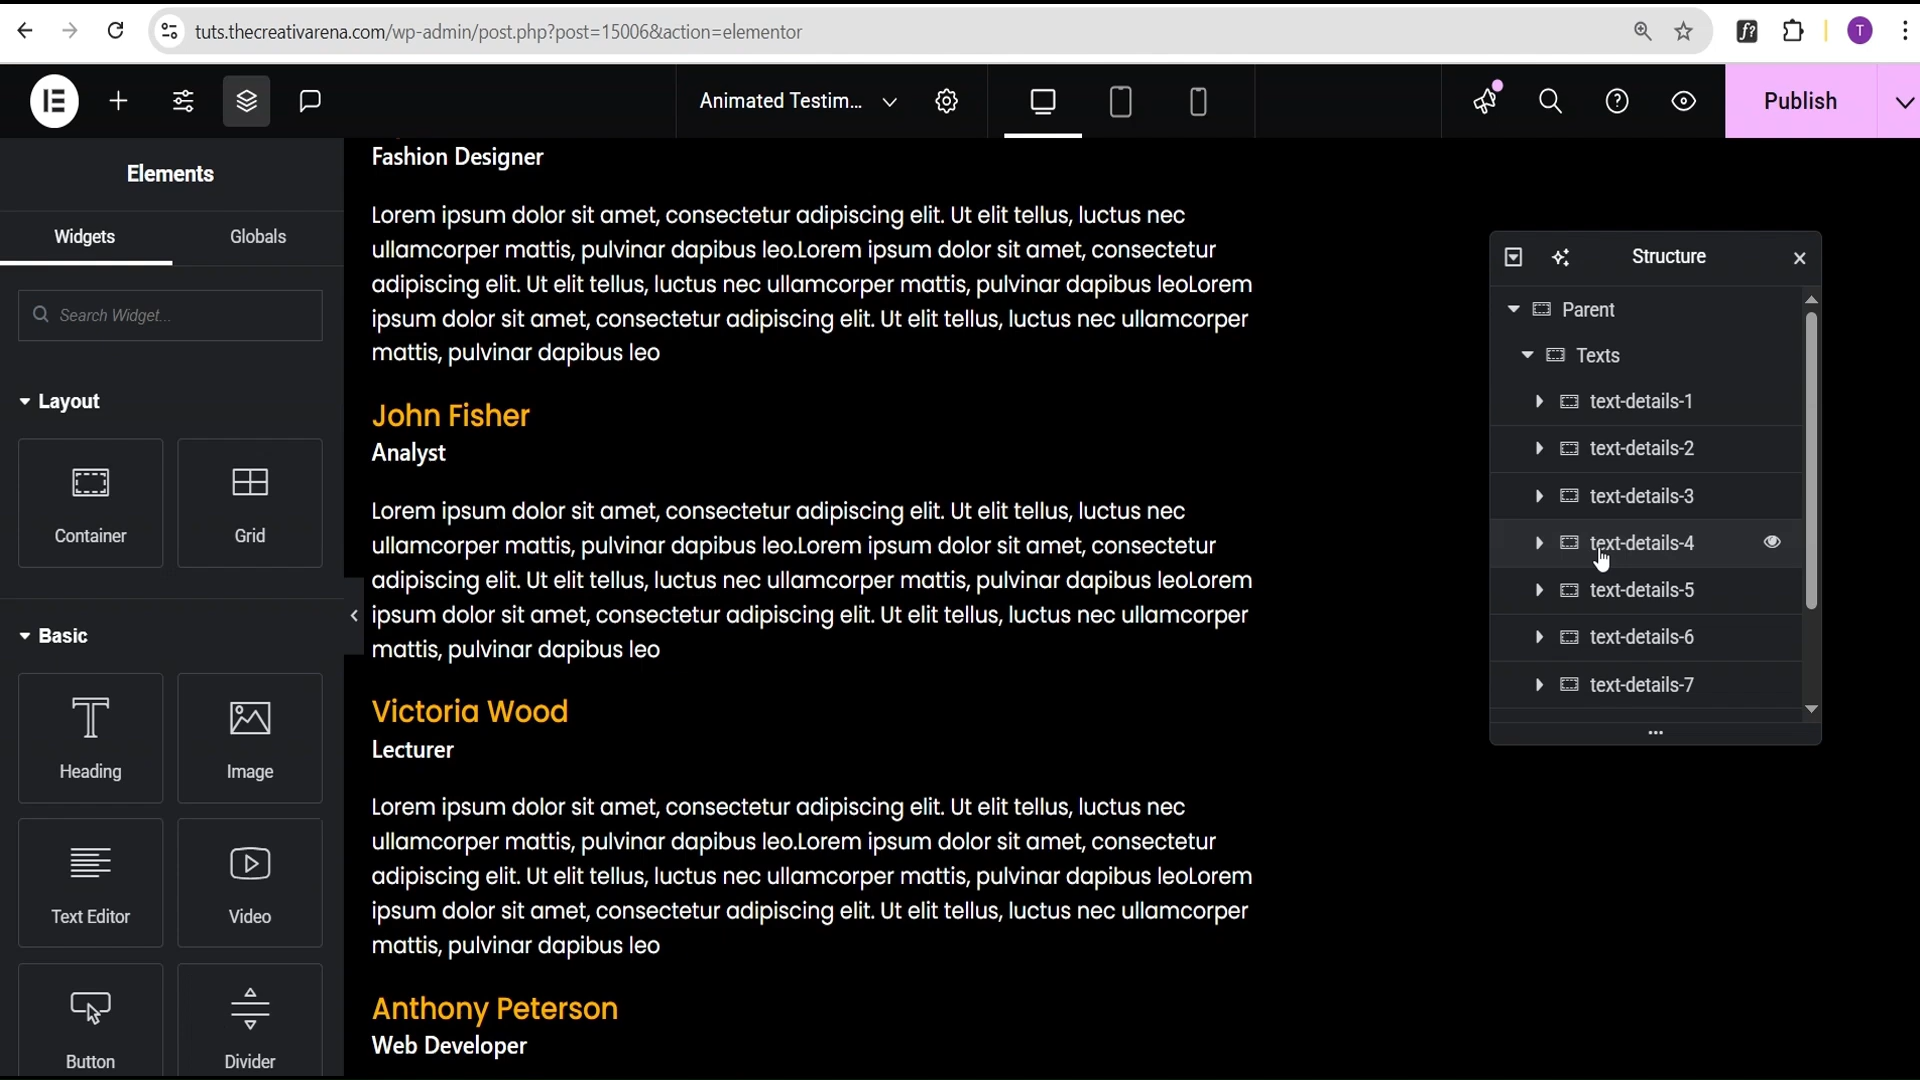 tuts.thecreativarena.com/wp-admin/post.php?post=15006&action=elementor
f?
T
Animated Testim...
Publish
Elements
Widgets
Globals
Search Widget...
Layout
Container
Grid
Basic
Heading
Image
Text Editor
Video
Button
Divider
Fashion Designer
Lorem ipsum dolor sit amet, consectetur adipiscing elit. Ut elit tellus, luctus nec
ullamcorper mattis, pulvinar dapibus leo.Lorem ipsum dolor sit amet, consectetur
adipiscing elit. Ut elit tellus, luctus nec ullamcorper mattis, pulvinar dapibus leoLorem
ipsum dolor sit amet, consectetur adipiscing elit. Ut elit tellus, luctus nec ullamcorper
mattis, pulvinar dapibus leo
John Fisher
Analyst
Lorem ipsum dolor sit amet, consectetur adipiscing elit. Ut elit tellus, luctus nec
ullamcorper mattis, pulvinar dapibus leo.Lorem ipsum dolor sit amet, consectetur
adipiscing elit. Ut elit tellus, luctus nec ullamcorper mattis, pulvinar dapibus leoLorem
ipsum dolor sit amet, consectetur adipiscing elit. Ut elit tellus, luctus nec ullamcorper
mattis, pulvinar dapibus leo
Victoria Wood
Lecturer
Lorem ipsum dolor sit amet, consectetur adipiscing elit. Ut elit tellus, luctus nec
ullamcorper mattis, pulvinar dapibus leo.Lorem ipsum dolor sit amet, consectetur
adipiscing elit. Ut elit tellus, luctus nec ullamcorper mattis, pulvinar dapibus leoLorem
ipsum dolor sit amet, consectetur adipiscing elit. Ut elit tellus, luctus nec ullamcorper
mattis, pulvinar dapibus leo
Anthony Peterson
Web Developer
Structure
Parent
Texts
text-details-1
text-details-2
text-details-3
text-details-4
text-details-5
text-details-6
text-details-7